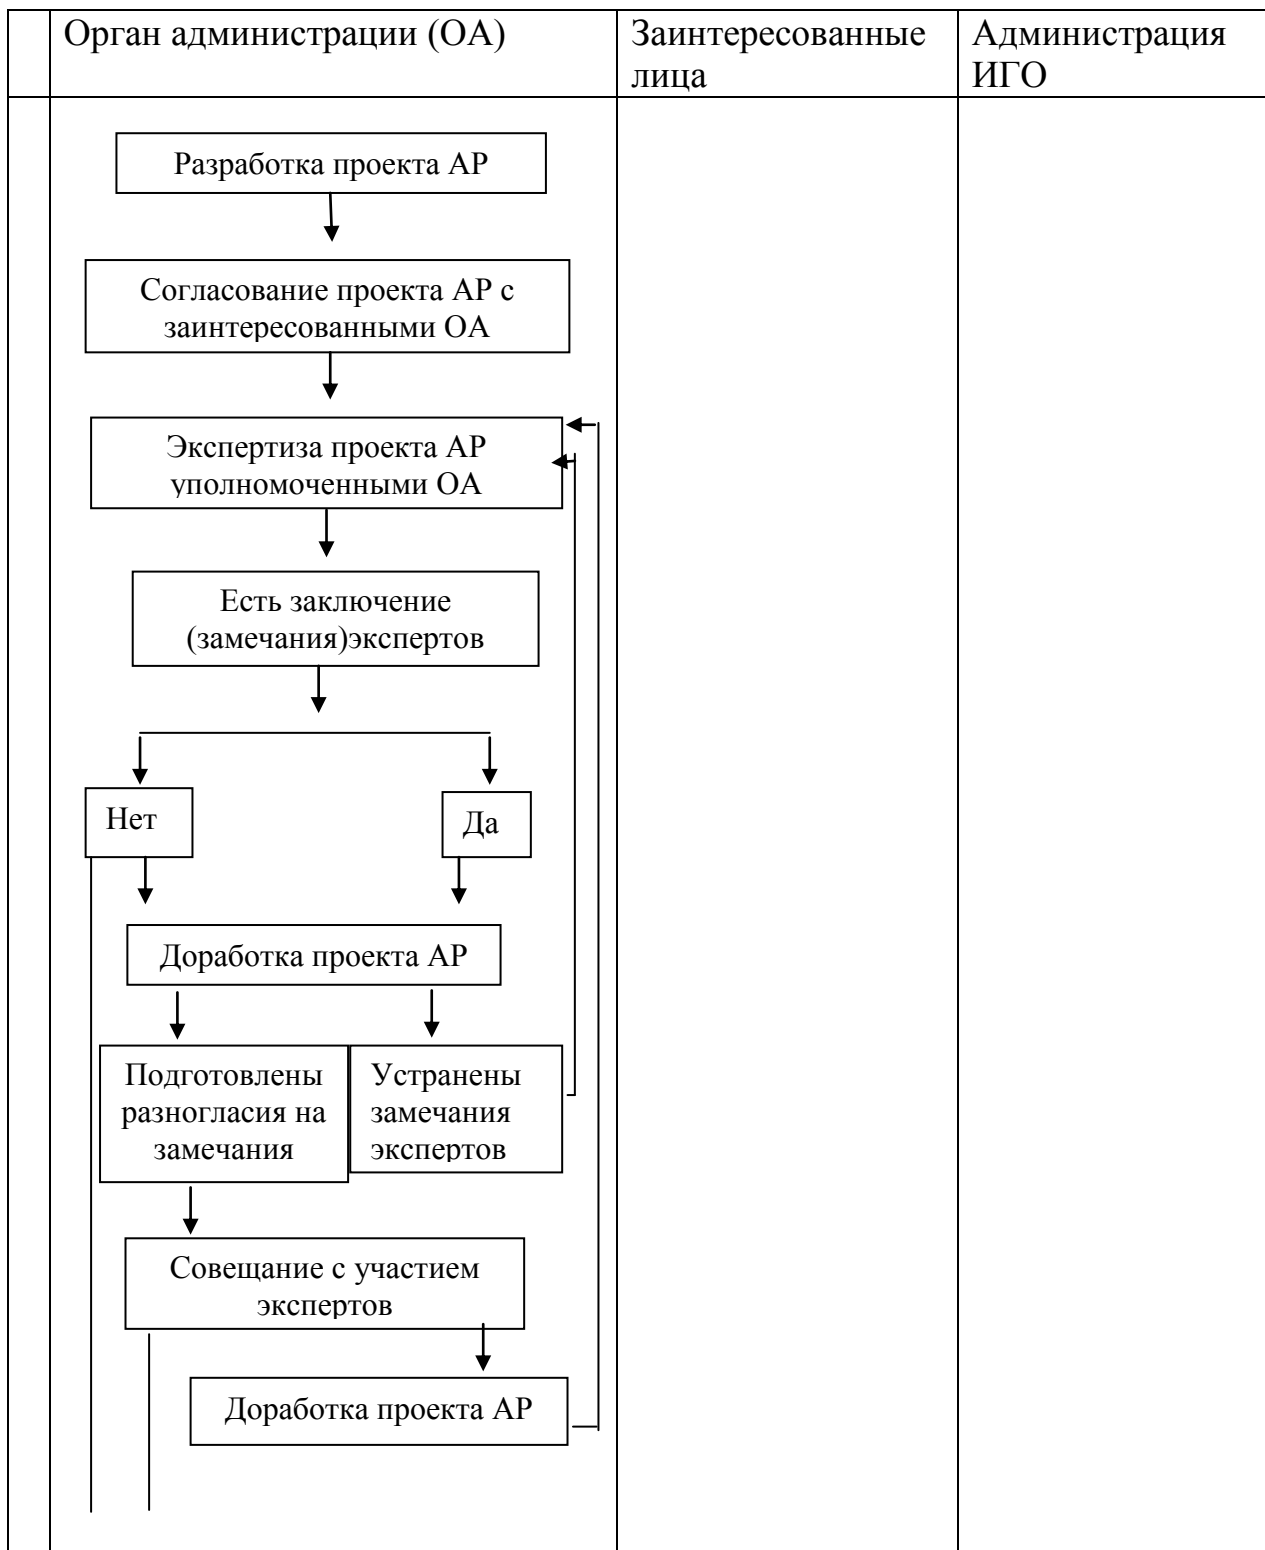 Орган администрации (ОА)
Заинтересованные
лица
Администрация
ИГО
Разработка проекта АР
Согласование проекта АР с
заинтересованными ОА
Экспертиза проекта АР
уполномоченными ОА
Есть заключение
(замечания)экспертов
Нет
Да
Доработка проекта АР
Подготовлены
разногласия на
замечания
Устранены
замечания
экспертов
Совещание с участием
экспертов
Доработка проекта АР